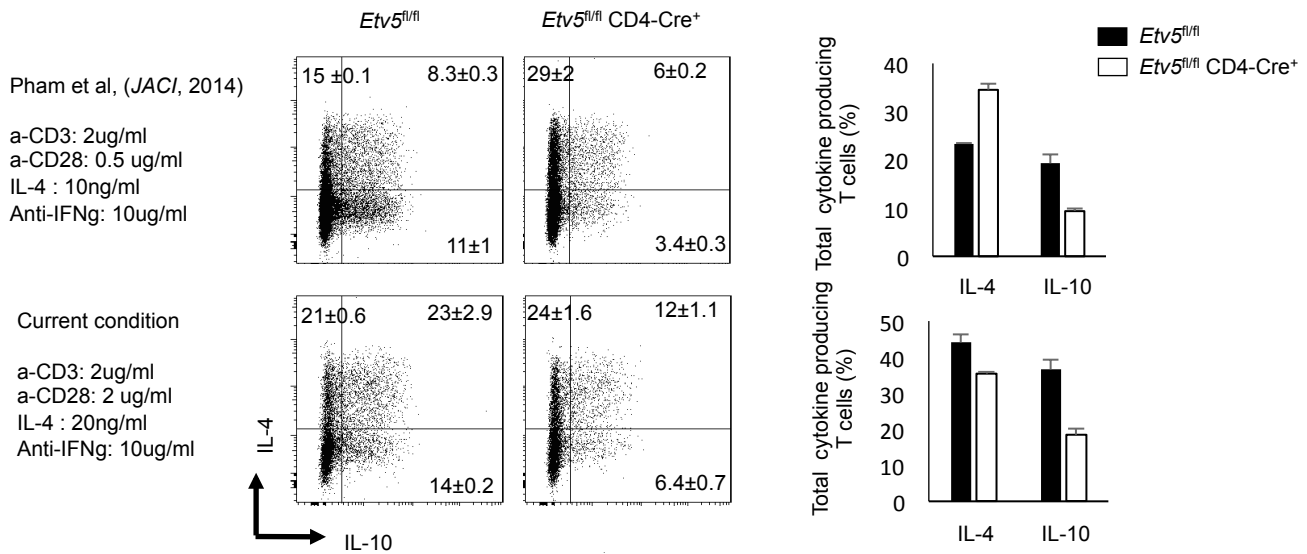 Etv5fl/fl
Etv5fl/fl CD4-Cre+
Pham et al, (JACI, 2014)
a-CD3: 2ug/ml
a-CD28: 0.5 ug/ml
IL-4 : 10ng/ml
Anti-IFNg: 10ug/ml
15 ±0.1
8.3±0.3
11±1
29±2
6±0.2
3.4±0.3
Etv5fl/fl
Etv5fl/fl CD4-Cre+
Total cytokine producing
T cells (%)
40
30
20
10
0
IL-4
IL-10
Current condition
a-CD3: 2ug/ml
a-CD28: 2 ug/ml
IL-4 : 20ng/ml
Anti-IFNg: 10ug/ml
21±0.6
23±2.9
14±0.2
24±1.6
12±1.1
6.4±0.7
IL-4
IL-10
Total cytokine producing
T cells (%)
50
40
30
20
10
0
IL-4
IL-10